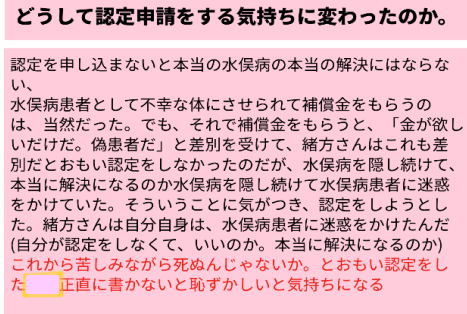 どうして認定申請をする気持ちに変わったのか。
認定を申し込まないと本当の水俣病の本当の解決にはならな
い、
水俣病患者として不幸な体にさせられて補償金をもらうの
は、当然だった。でも、それで補償金をもらうと、「金が欲し
いだけだ。偽患者だ」と差別を受けて、緒方さんはこれも差
別だとおもい認定をしなかったのだが、水俣病を隠し続けて、
本当に解決になるのか水俣病を隠し続けて水俣病患者に迷惑
をかけていた。そういうことに気がつき、認定をしようとし
た。緒方さんは自分自身は、水俣病患者に迷惑をかけたんだ
(自分が認定をしなくて、いいのか。本当に解決になるのか)
これから苦しみながら死ぬんじゃないか。とおもい認定をし
た 正直に書かないと恥ずかしいと気持ちになる